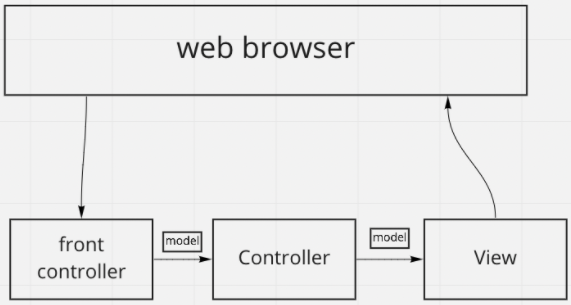 web browser
front
controller
model
Controller
model
View